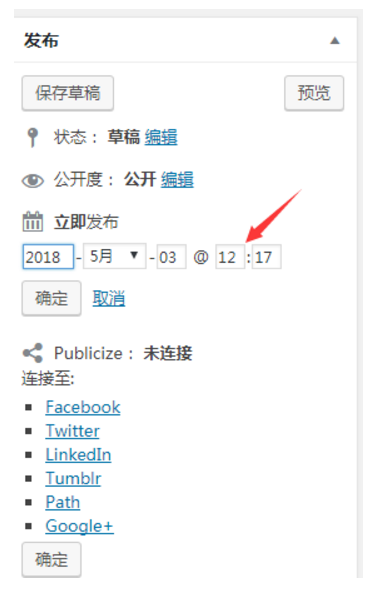 发布
保存草稿 预览
状态： 草稿 编辑
公开度： 公开 编辑
立即发布
2018 - 5月 - 03 @ 12 : 17
确定 取消
Publicize： 未连接
连接至:
Facebook
Twitter
LinkedIn
Tumblr
Path
Google+
确定